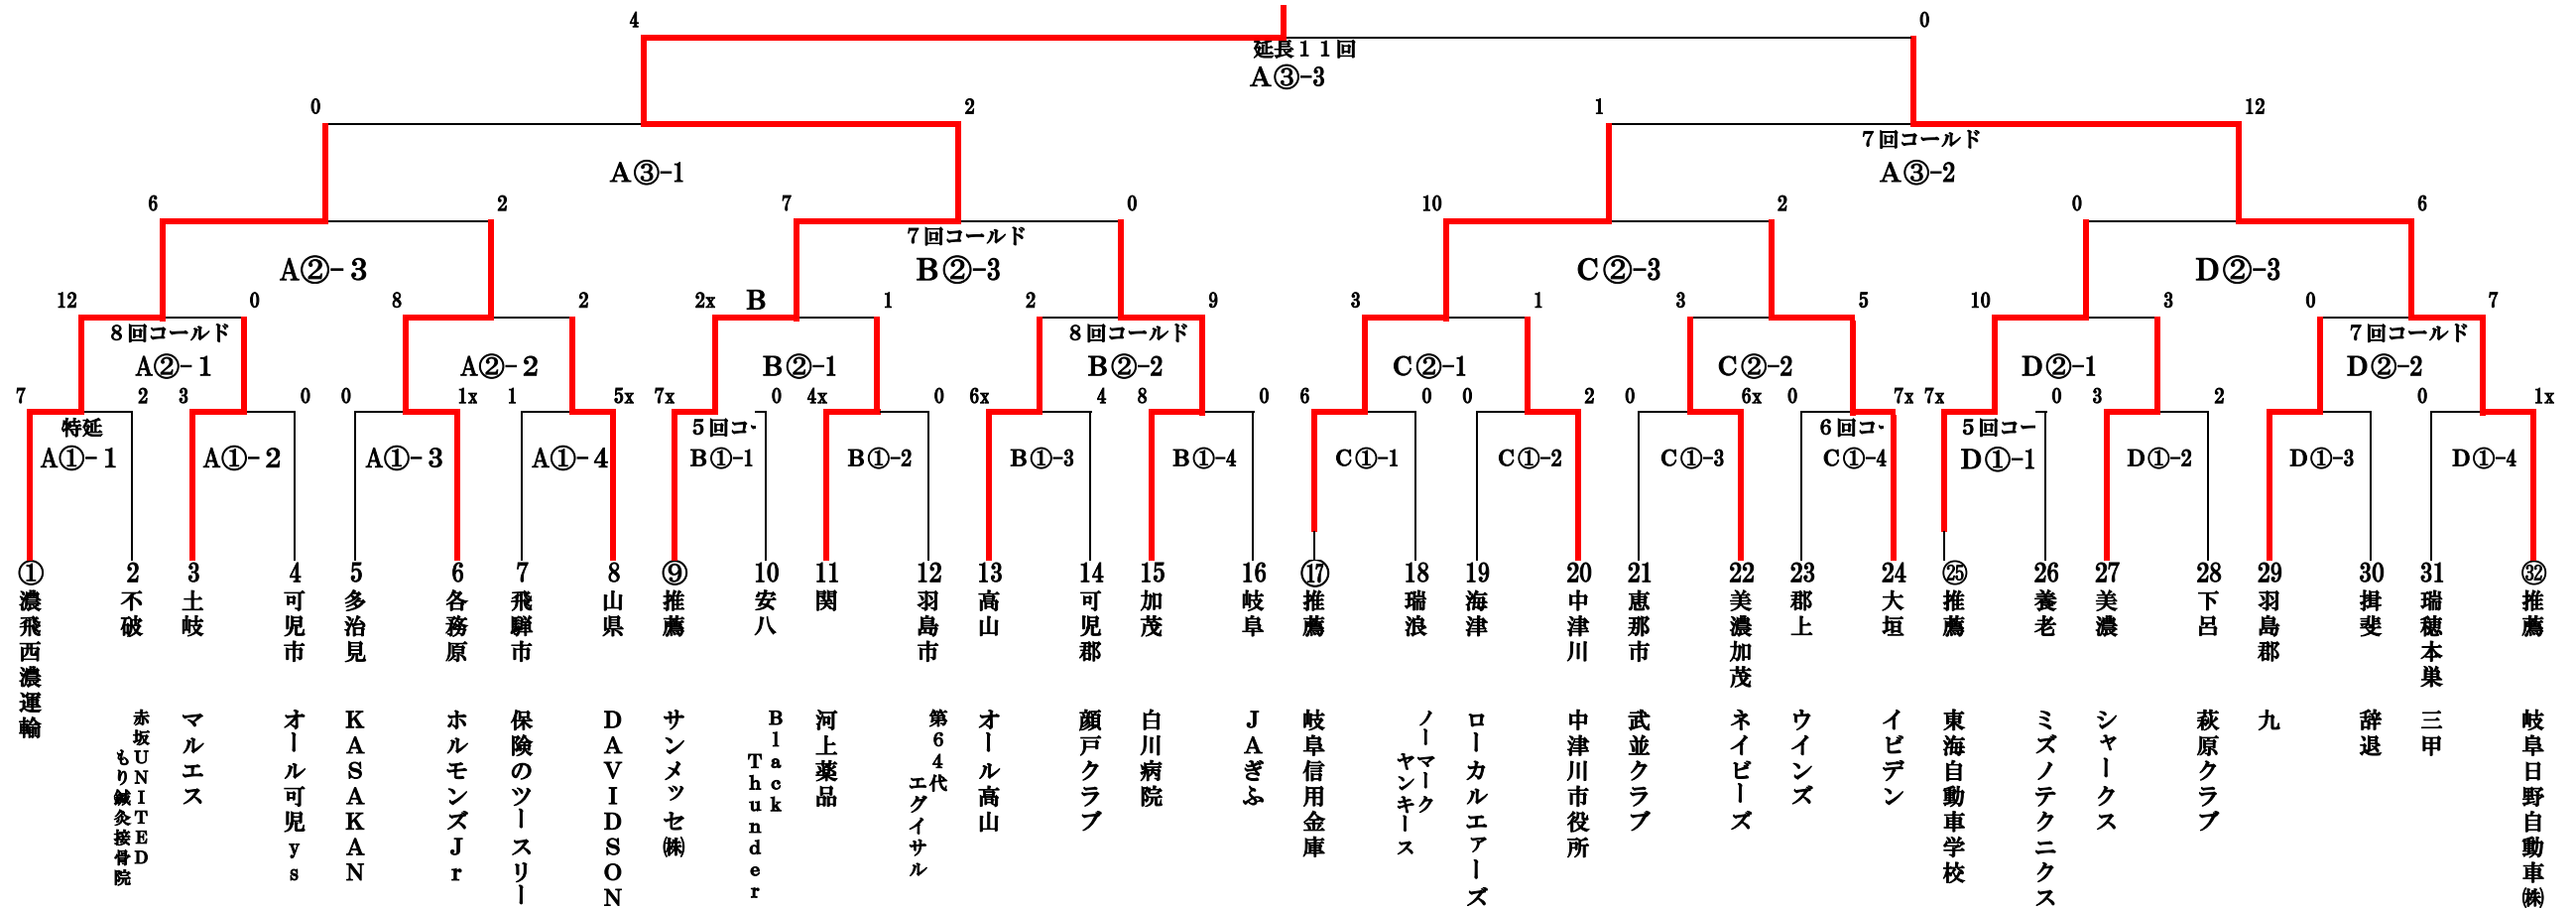 4 0
延長１１回
A③-3
0 2 1 12
７回コールド
A③-1 A③-2
6 2 7 0 10 2 0 6
７回コールド
A②-３ B②-3 C②-3 D②-3
12 0 8 2 2x B 1 2 9 3 1 3 5 10 3 0 7
８回コールド ８回コールド ７回コールド
A②-１ A②-２ B②-1 B②-2 C②-1 C②-2 D②-1 D②-2
7 2 3 0 0 1x 1 5x 7x 0 4x 0 6x 4 8 0 6 0 0 2 0 6x 0 7x 7x 0 3 2 0 1x
特延 ５回コ- ６回コ- ５回コー
A①-１ A①-２ A①-３ A①-４ B①-1 B①-2 B①-3 B①-4 C①-1 C①-2 C①-3 C①-4 D①-1 D①-2 D①-3 D①-4
① 2 3 4 5 6 7 8 ⑨ 10 11 12 13 14 15 16 ⑰ 18 19 20 21 22 23 24 ㉕ 26 27 28 29 30 31 ㉜
濃飛西濃運輸
不破
赤坂ＵＮＩＴＥＤ
もり鍼灸接骨院
土岐
マルエス
可児市
オール可児ｙｓ
多治見
ＫＡＳＡＫＡＮ
各務原
ホルモンズＪｒ
飛騨市
保険のツースリー
山県
ＤＡＶＩＤＳＯＮ
推薦
サンメッセ㈱
安八
Ｂｌａｃｋ
Ｔｈｕｎｄｅｒ
関
河上薬品
羽島市
第６４代
エグイサル
高山
オール高山
可児郡
顔戸クラブ
加茂
白川病院
岐阜
ＪＡぎふ
推薦
岐阜信用金庫
瑞浪
ノーマーク
ヤンキース
海津
ローカルエアーズ
中津川
中津川市役所
恵那市
武並クラブ
美濃加茂
ネイビーズ
郡上
ウインズ
大垣
イビデン
推薦
東海自動車学校
養老
ミズノテクニクス
美濃
シャークス
下呂
萩原クラブ
羽島郡
九
揖斐
辞退
瑞穂本巣
三甲
推薦
岐阜日野自動車㈱